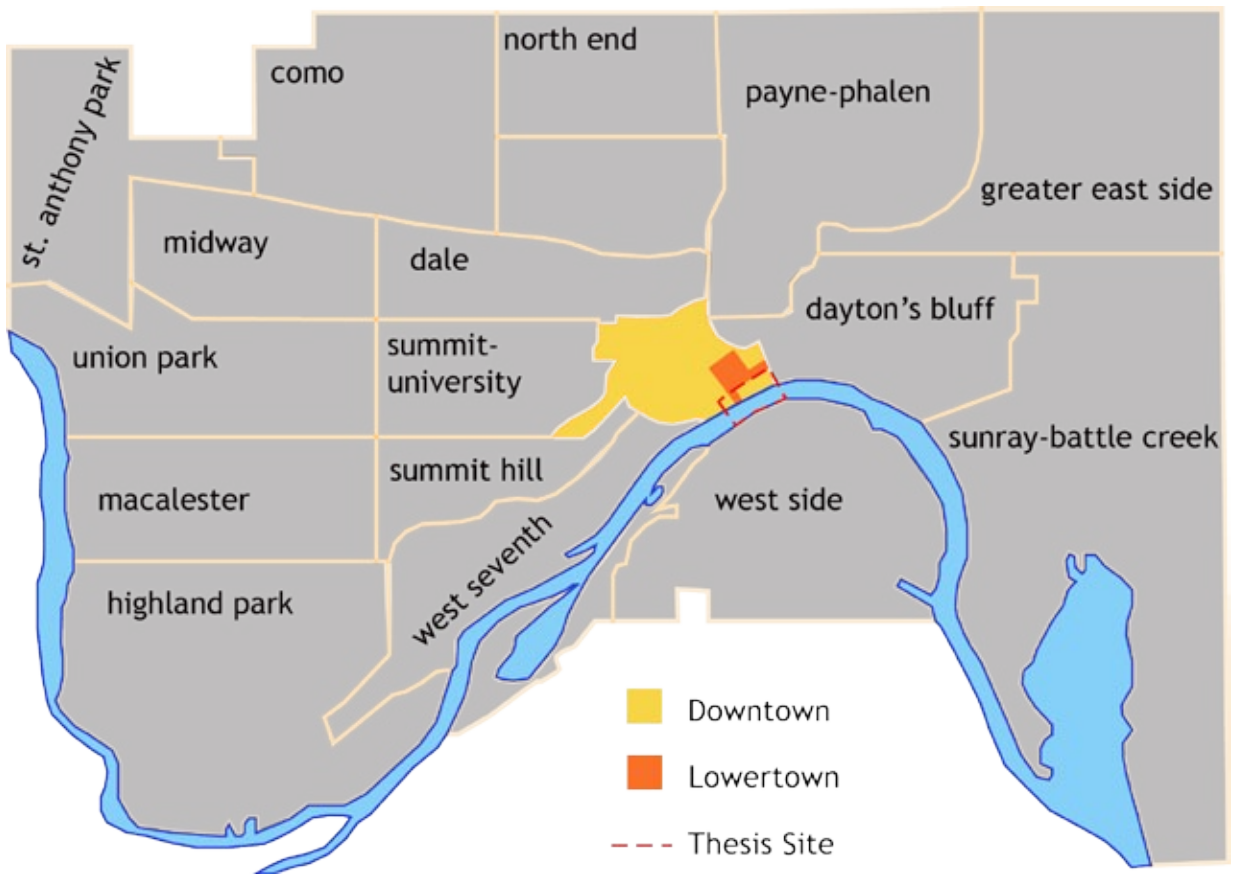 north end
como
st. anthony park
payne-phalen
greater east side
midway
dale
dayton's bluff
union park
summit-
university
sunray-battle creek
summit hill
macalester
west side
west seventh
highland park
Downtown
Lowertown
Thesis Site